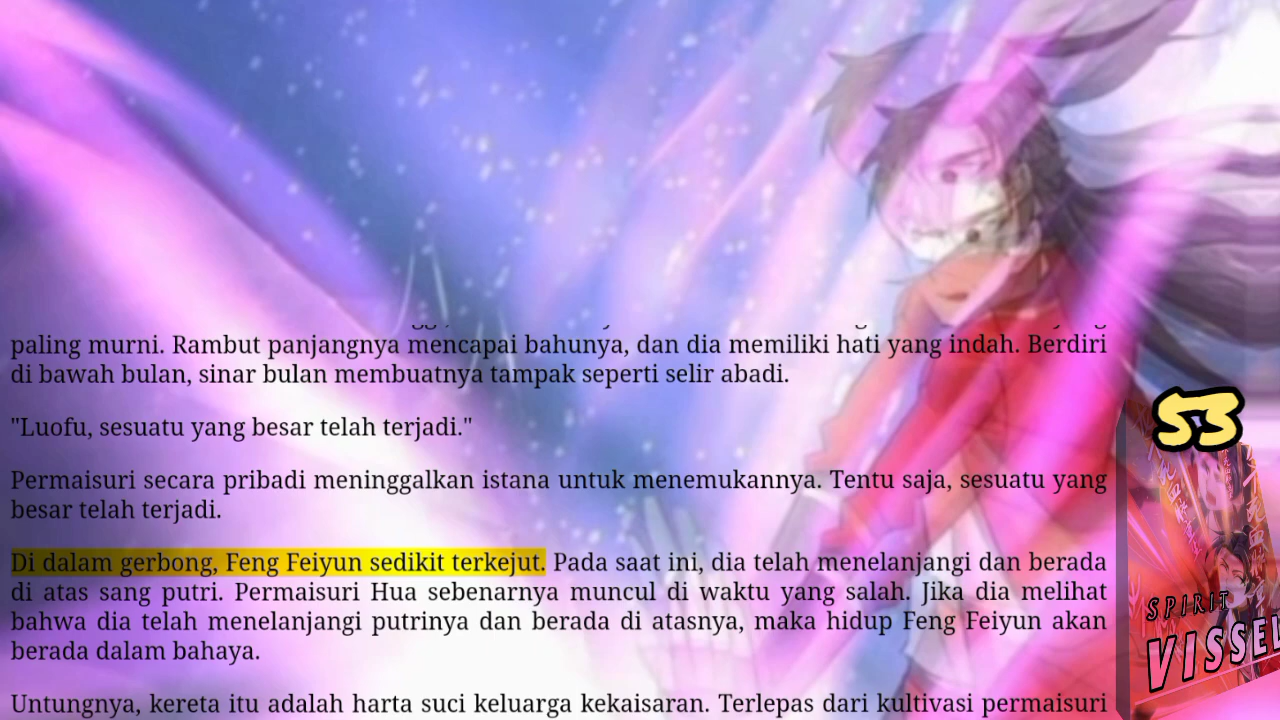 paling murni. Rambut panjangnya mencapai bahunya, dan dia memiliki hati yang indah. Berdiri
di bawah bulan, sinar bulan membuatnya tampak seperti selir abadi.
"Luofu, sesuatu yang besar telah terjadi."
Permaisuri secara pribadi meninggalkan istana untuk menemukannya. Tentu saja, sesuatu yang
besar telah terjadi.
Di dalam gerbong, Feng Feiyun sedikit terkejut. Pada saat ini, dia telah menelanjangi dan berada
di atas sang putri. Permaisuri Hua sebenarnya muncul di waktu yang salah. Jika dia melihat
bahwa dia telah menelanjangi putrinya dan berada di atasnya, maka hidup Feng Feiyun akan
berada dalam bahaya.
Untungnya, kereta itu adalah harta suci keluarga kekaisaran. Terlepas dari kultivasi permaisuri
53
SPIRIT
VISSEL